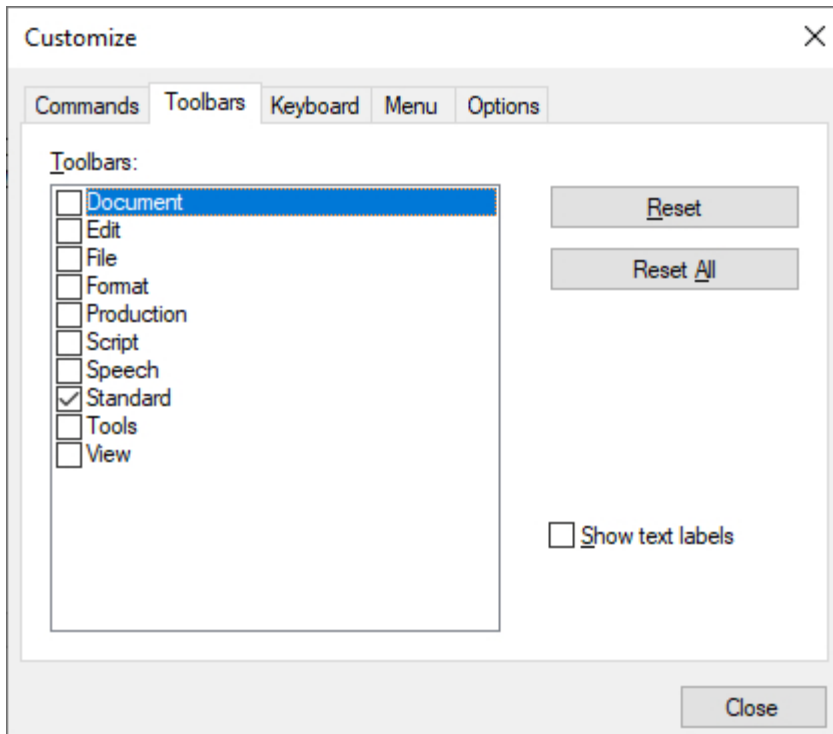 Customize
Commands Toolbars Keyboard Menu Options
Toolbars:
Document
Edit
File
Format
Production
Script
Speech
Standard
Tools
View
Reset
Reset All
Show text labels
Close